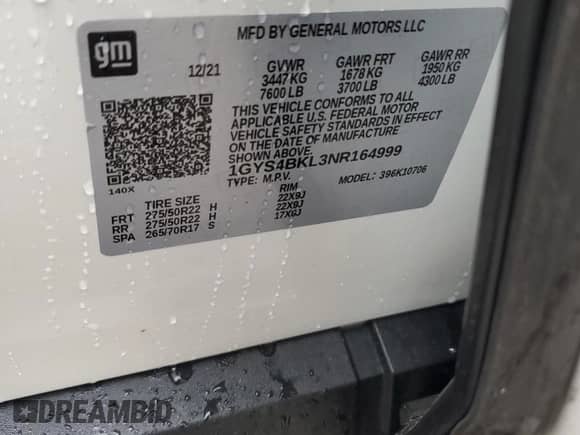 gm
MFD BY GENERAL MOTORS LLC
12/21
GVWR GAWR FRT GAWR RR
3447 KG 1678 KG 1950 KG
7600 LB 3700 LB 4300 LB
THIS VEHICLE CONFORMS TO ALL
APPLICABLE U.S. FEDERAL MOTOR
VEHICLE SAFETY STANDARDS IN EFFECT
ON THE DATE OF MANUFACTURE
SHOWN ABOVE.
1GYS4BKL3NR164999
TYPE: M.P.V. MODEL: 396K10706
140X
TIRE SIZE RIM
FRT 275/50R22 H 22X9J
RR 275/50R22 H 22X9J
SPA 265/70R17 S 17X8J
DREAMBID